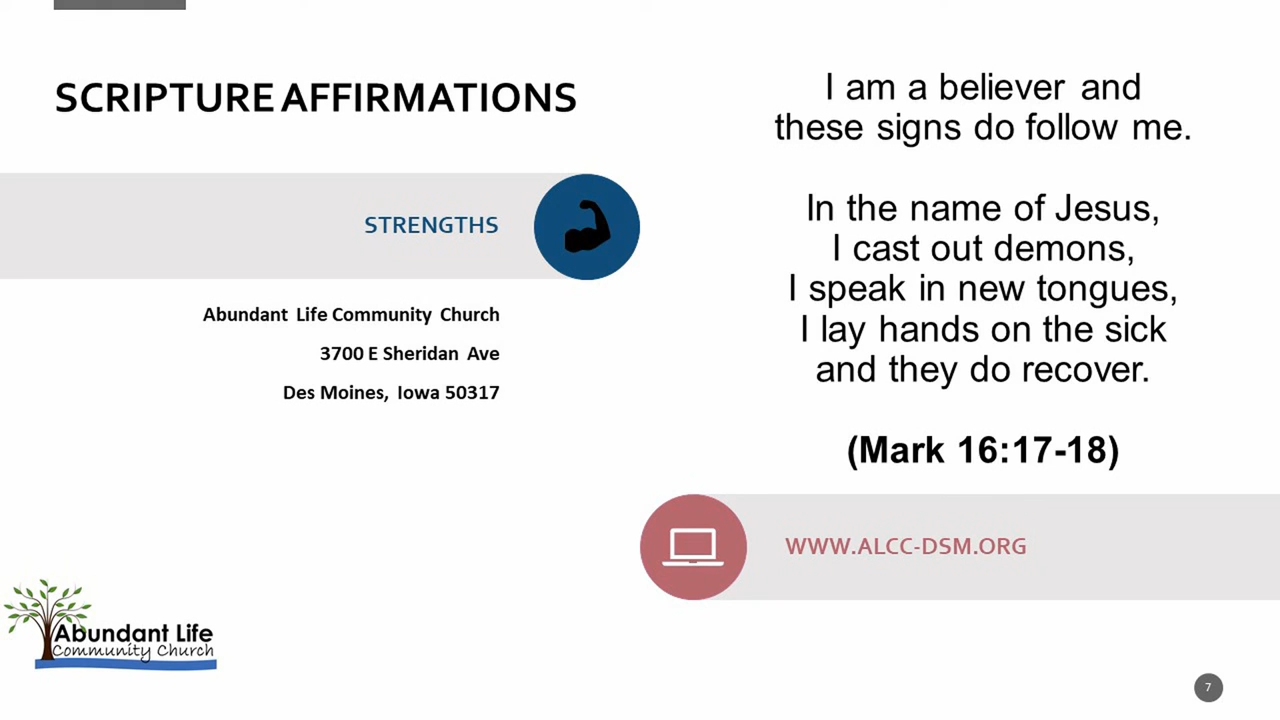 SCRIPTURE AFFIRMATIONS
STRENGTHS
Abundant Life Community Church
3700 E Sheridan Ave
Des Moines, Iowa 50317
I am a believer and
these signs do follow me.
In the name of Jesus,
I cast out demons,
I speak in new tongues,
I lay hands on the sick
and they do recover.
(Mark 16:17-18)
WWW.ALCC-DSM.ORG
Abundant Life
Community Church
7